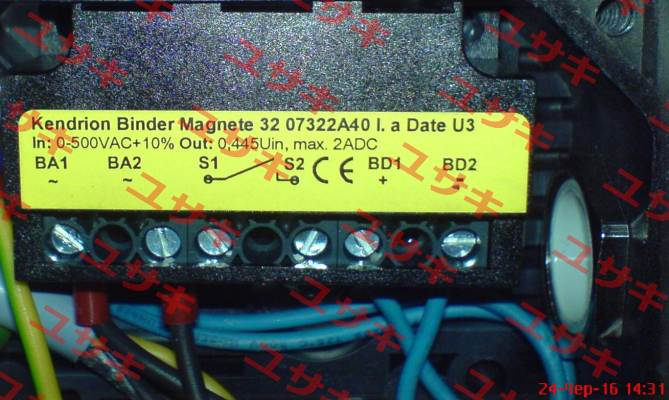 Kendrion Binder Magnete 32 07322A40 I. a Date U3
In: 0-500VAC+10% Out: 0,445Uin, max. 2ADC
BA1 BA2 S1 S2 CE BD1 BD2
~ ~ + -
ユサキ
24-Чер-16 14:31